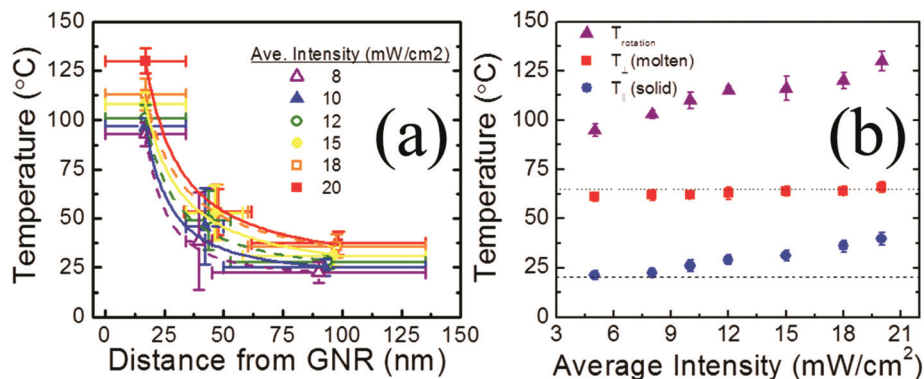 (a)
Temperature (°C)
150
125
100
75
50
25
0
Ave. Intensity (mW/cm2)
8
10
12
15
18
20
0 25 50 75 100 125 150
Distance from GNR (nm)
(b)
Temperature (°C)
150
125
100
75
50
25
0
T rotation
T⊥ (molten)
T|| (solid)
3 6 9 12 15 18 21
Average Intensity (mW/cm²)